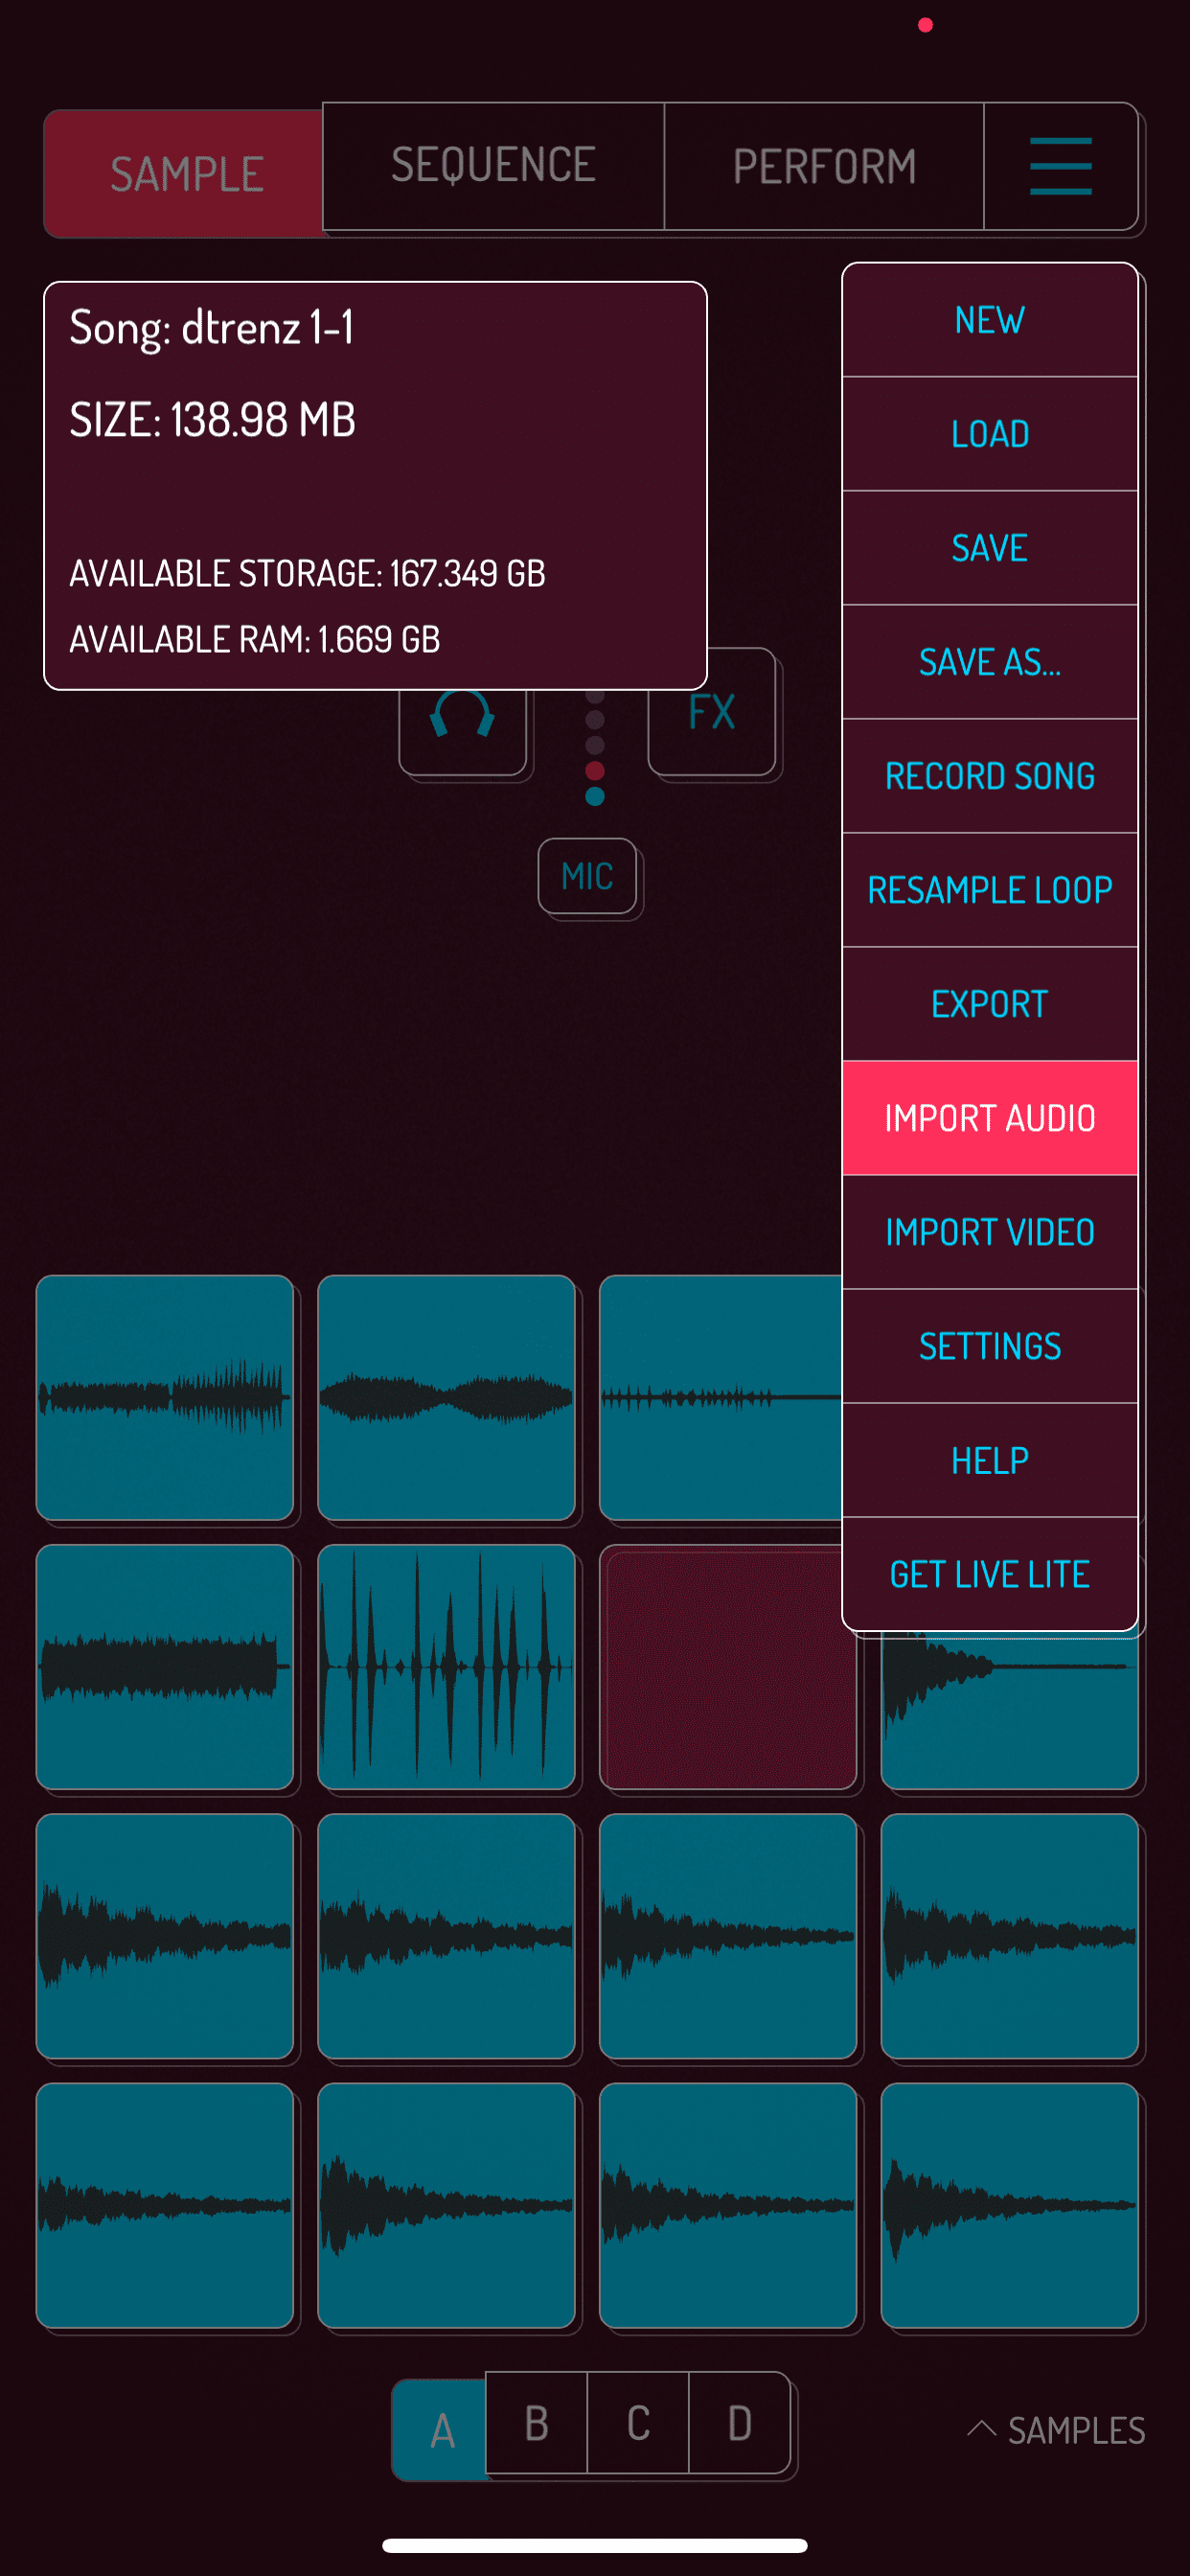 SAMPLE
SEQUENCE
PERFORM
Song: dtrenz 1-1
SIZE: 138.98 MB
AVAILABLE STORAGE: 167.349 GB
AVAILABLE RAM: 1.669 GB
NEW
LOAD
SAVE
SAVE AS...
RECORD SONG
RESAMPLE LOOP
EXPORT
IMPORT AUDIO
IMPORT VIDEO
SETTINGS
HELP
GET LIVE LITE
FX
MIC
A
B
C
D
SAMPLES